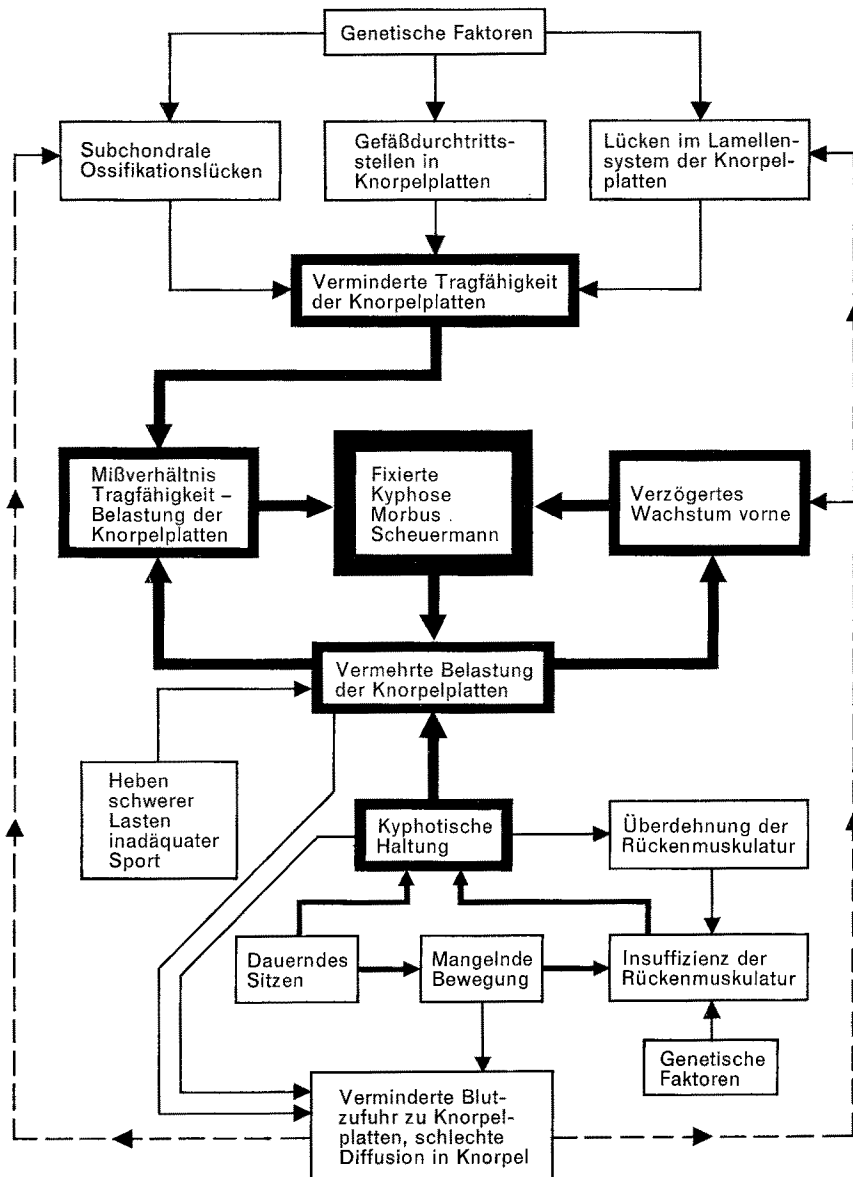 Genetische Faktoren
Subchondrale
Ossifikationslücken
Gefäßdurchtritts-
stellen in
Knorpelplatten
Lücken im Lamellen-
system der Knorpel-
platten
Verminderte Tragfähigkeit
der Knorpelplatten
Mißverhältnis
Tragfähigkeit –
Belastung der
Knorpelplatten
Fixierte
Kyphose
Morbus
Scheuermann
Verzögertes
Wachstum vorne
Vermehrte Belastung
der Knorpelplatten
Heben
schwerer
Lasten
inadäquater
Sport
Kyphotische
Haltung
Überdehnung der
Rückenmuskulatur
Dauerndes
Sitzen
Mangelnde
Bewegung
Insuffizienz der
Rückenmuskulatur
Genetische
Faktoren
Verminderte Blut-
zufuhr zu Knorpel-
platten, schlechte
Diffusion in Knorpel